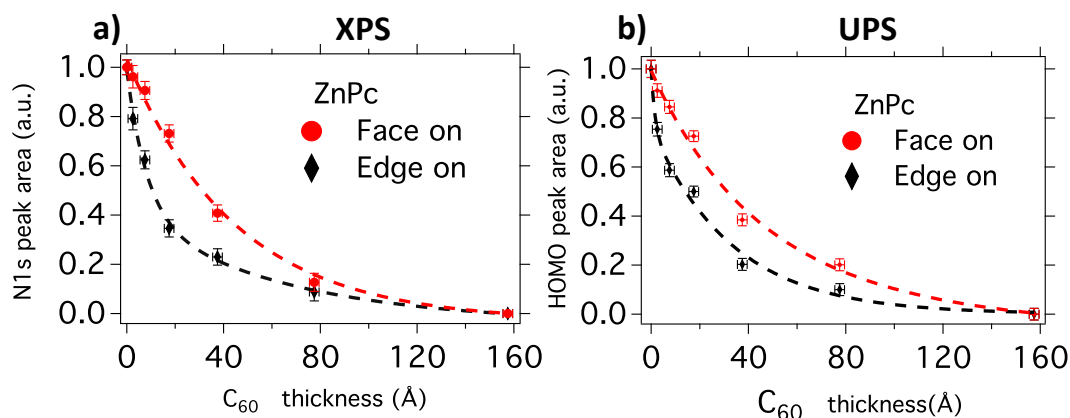 a) XPS
N1s peak area (a.u.)
1.0
0.8
0.6
0.4
0.2
0.0
ZnPc
Face on
Edge on
0 40 80 120 160
C₆₀ thickness (Å)
b) UPS
HOMO peak area (a.u.)
1.0
0.8
0.6
0.4
0.2
0.0
ZnPc
Face on
Edge on
0 40 80 120 160
C₆₀ thickness(Å)